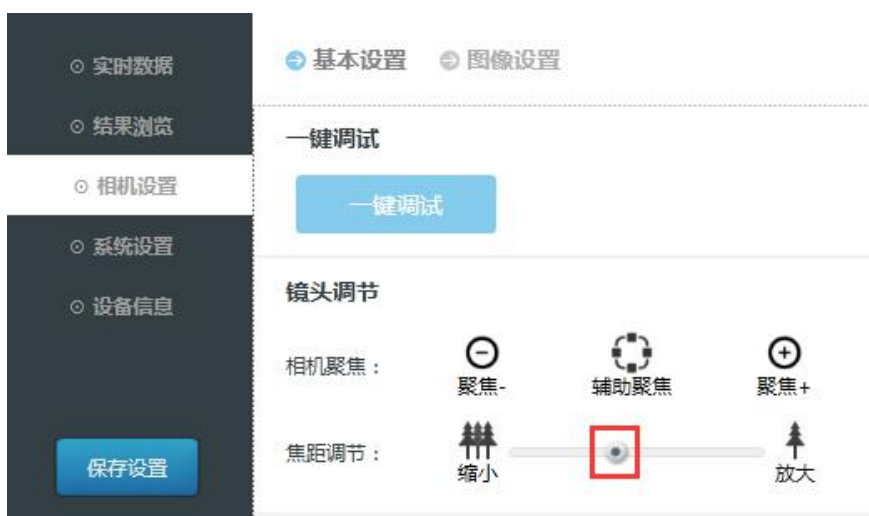 实时数据
结果浏览
相机设置
系统设置
设备信息
保存设置
基本设置 图像设置
一键调试
一键调试
镜头调节
相机聚焦： 聚焦- 辅助聚焦 聚焦+
焦距调节： 缩小 放大